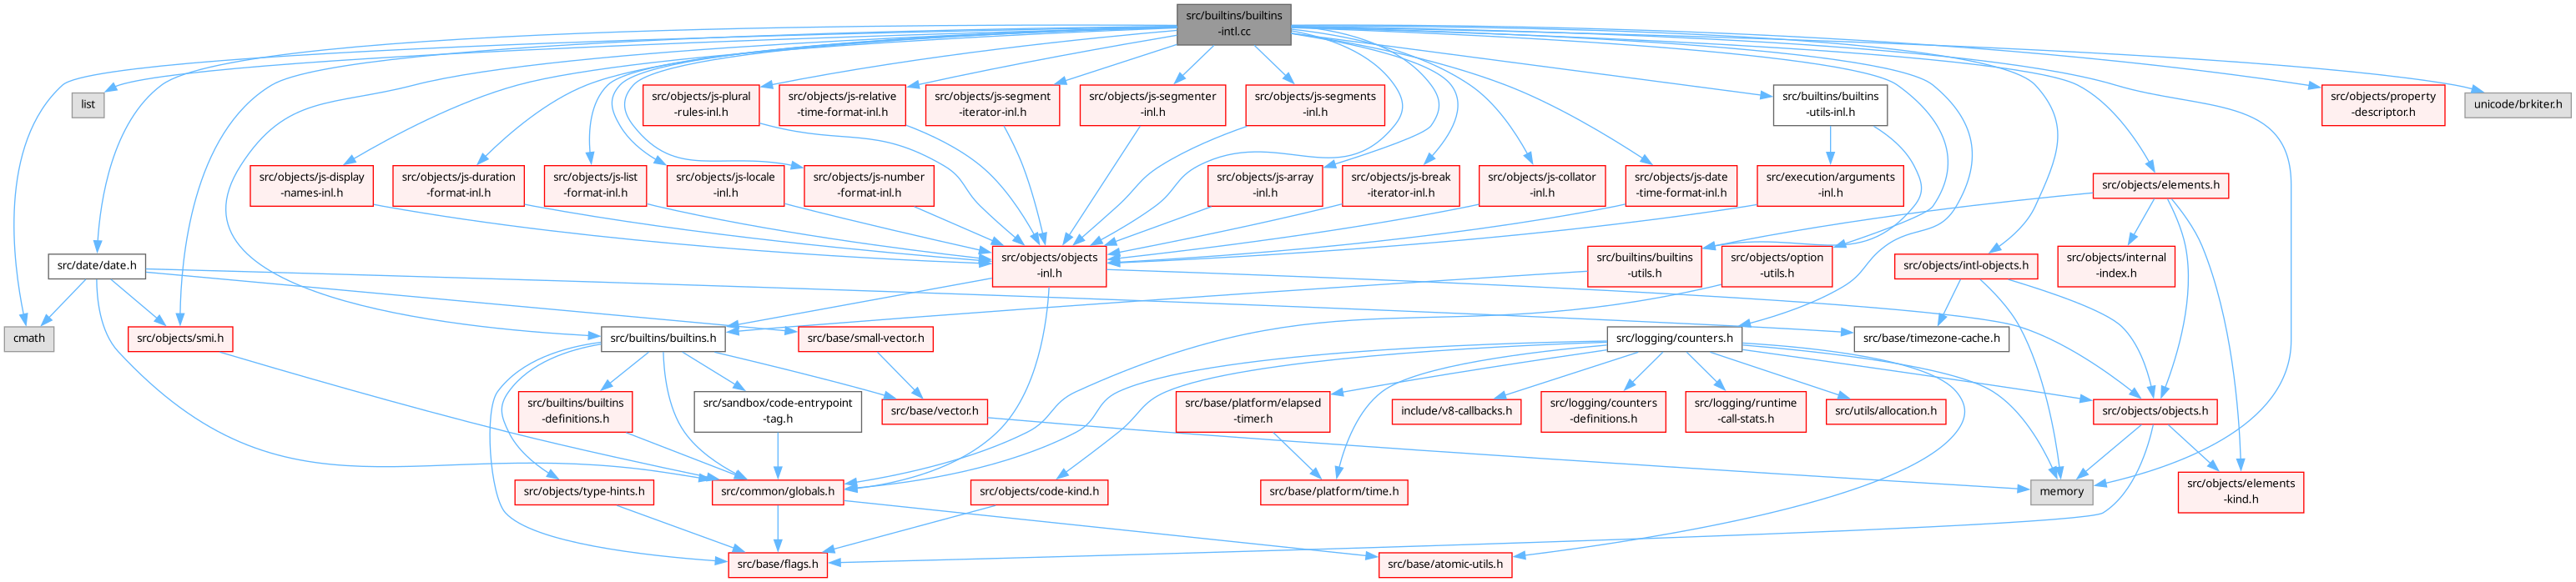 src/builtins/builtins
-intl.cc
list
src/objects/js-plural
-rules-inl.h
src/objects/js-relative
-time-format-inl.h
src/objects/js-segment
-iterator-inl.h
src/objects/js-segmenter
-inl.h
src/objects/js-segments
-inl.h
src/builtins/builtins
-utils-inl.h
src/objects/property
-descriptor.h
unicode/brkiter.h
src/objects/js-display
-names-inl.h
src/objects/js-duration
-format-inl.h
src/objects/js-list
-format-inl.h
src/objects/js-locale
-inl.h
src/objects/js-number
-format-inl.h
src/objects/js-array
-inl.h
src/objects/js-break
-iterator-inl.h
src/objects/js-collator
-inl.h
src/objects/js-date
-time-format-inl.h
src/execution/arguments
-inl.h
src/objects/elements.h
src/date/date.h
src/objects/objects
-inl.h
src/builtins/builtins
-utils.h
src/objects/option
-utils.h
src/objects/intl-objects.h
src/objects/internal
-index.h
cmath
src/objects/smi.h
src/builtins/builtins.h
src/base/small-vector.h
src/logging/counters.h
src/base/timezone-cache.h
src/builtins/builtins
-definitions.h
src/sandbox/code-entrypoint
-tag.h
src/base/vector.h
src/base/platform/elapsed
-timer.h
include/v8-callbacks.h
src/logging/counters
-definitions.h
src/logging/runtime
-call-stats.h
src/utils/allocation.h
src/objects/objects.h
src/objects/type-hints.h
src/common/globals.h
src/objects/code-kind.h
src/base/platform/time.h
memory
src/objects/elements
-kind.h
src/base/flags.h
src/base/atomic-utils.h